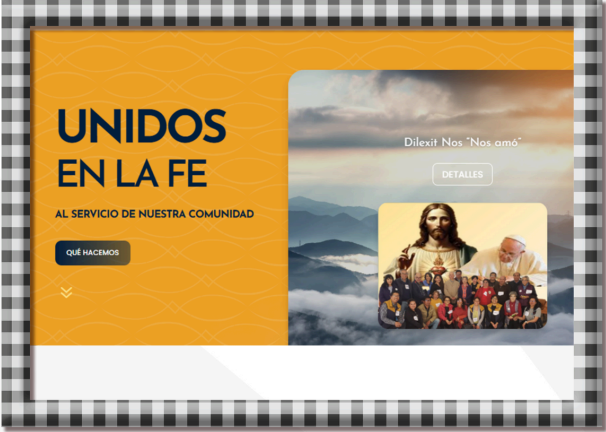 UNIDOS
EN LA FE
AL SERVICIO DE NUESTRA COMUNIDAD
QUÉ HACEMOS
Dilexit Nos “Nos amó”
DETALLES